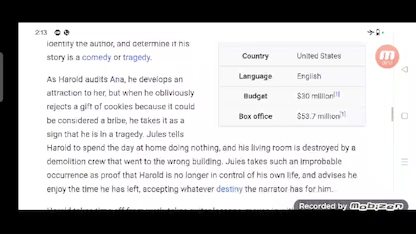 2:13
identify the author, and determine if his
story is a comedy or tragedy.
Country United States
Language English
Budget $30 million[1]
Box office $53.7 million[1]
As Harold audits Ana, he develops an
attraction to her, but when he obliviously
rejects a gift of cookies because it could
be considered a bribe, he takes it as a
sign that he is in a tragedy. Jules tells
Harold to spend the day at home doing nothing, and his living room is destroyed by a
demolition crew that went to the wrong building. Jules takes such an improbable
occurrence as proof that Harold is no longer in control of his own life, and advises he
enjoy the time he has left, accepting whatever destiny the narrator has for him.
Recorded by Mobizen